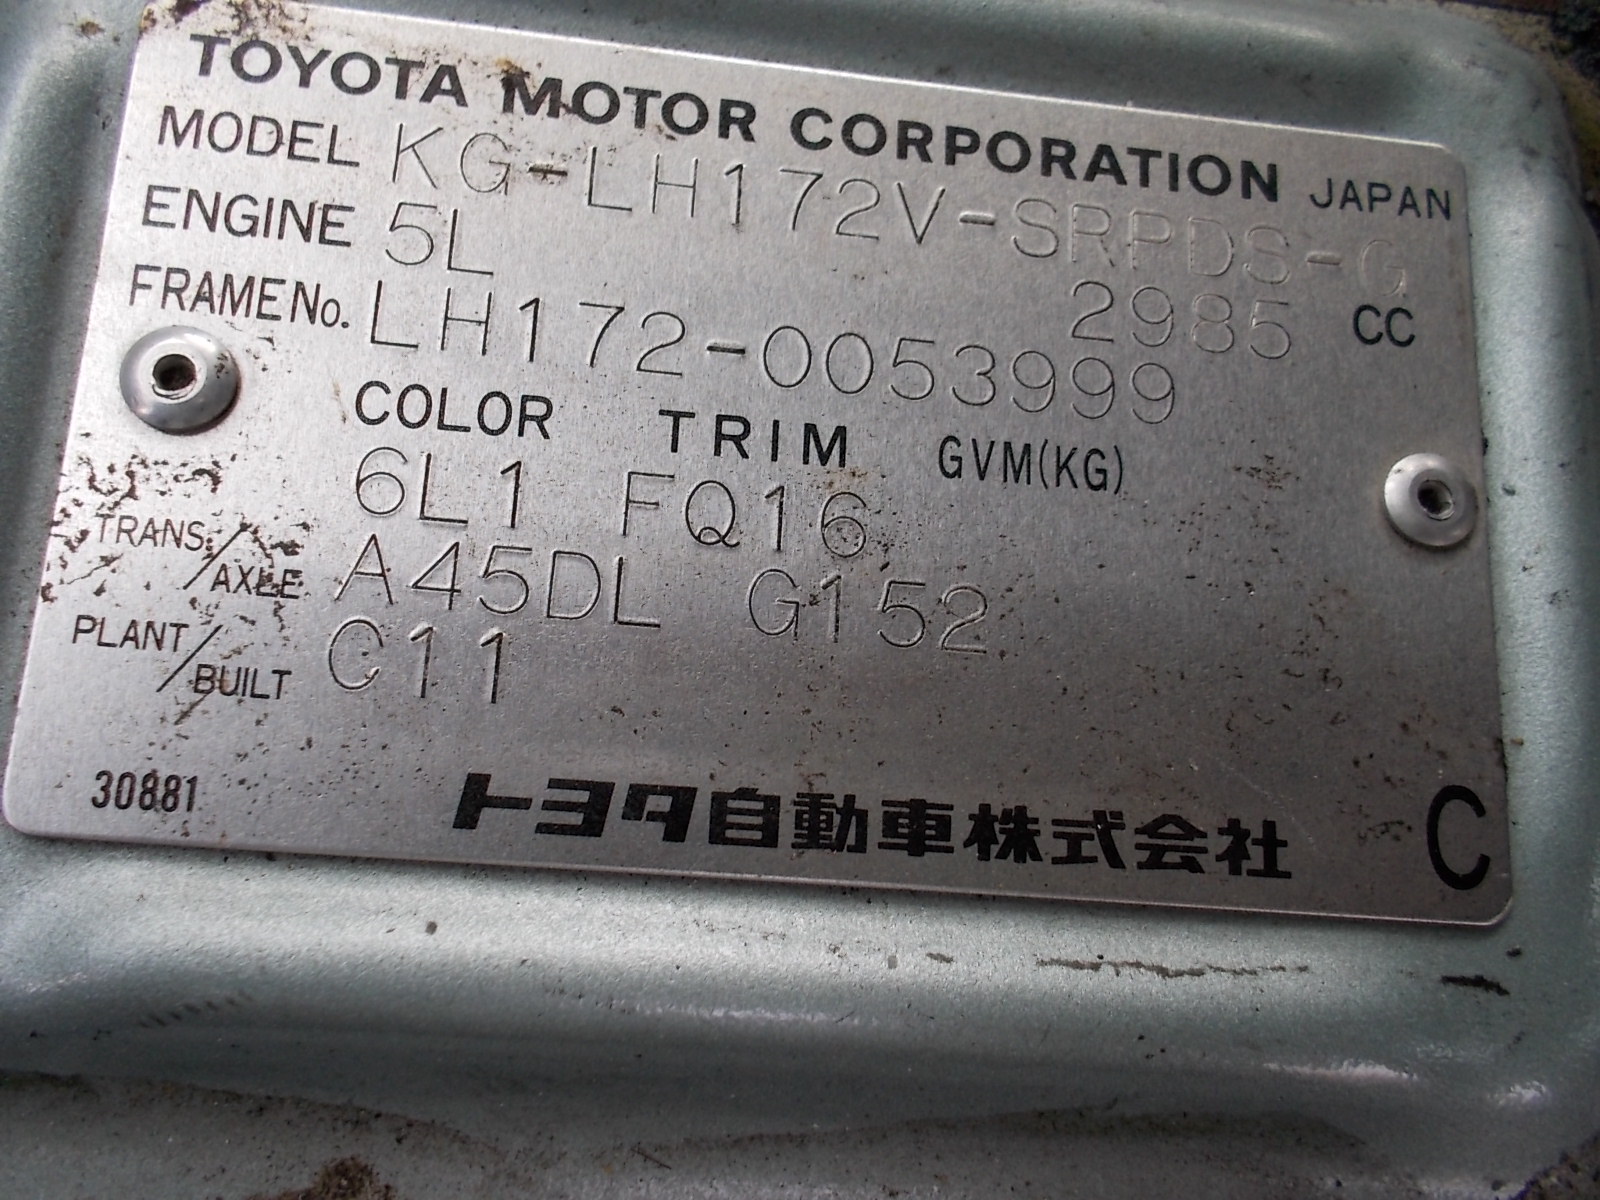 TOYOTA MOTOR CORPORATION JAPAN
MODEL KG-LH172V-SRPDS-G
ENGINE 5L 2985 CC
FRAME No. LH172-0053999
COLOR TRIM GVM(KG)
6L1 FQ16
TRANS/AXLE A45DL G152
PLANT/BUILT C11
30881 トヨタ自動車株式会社 C